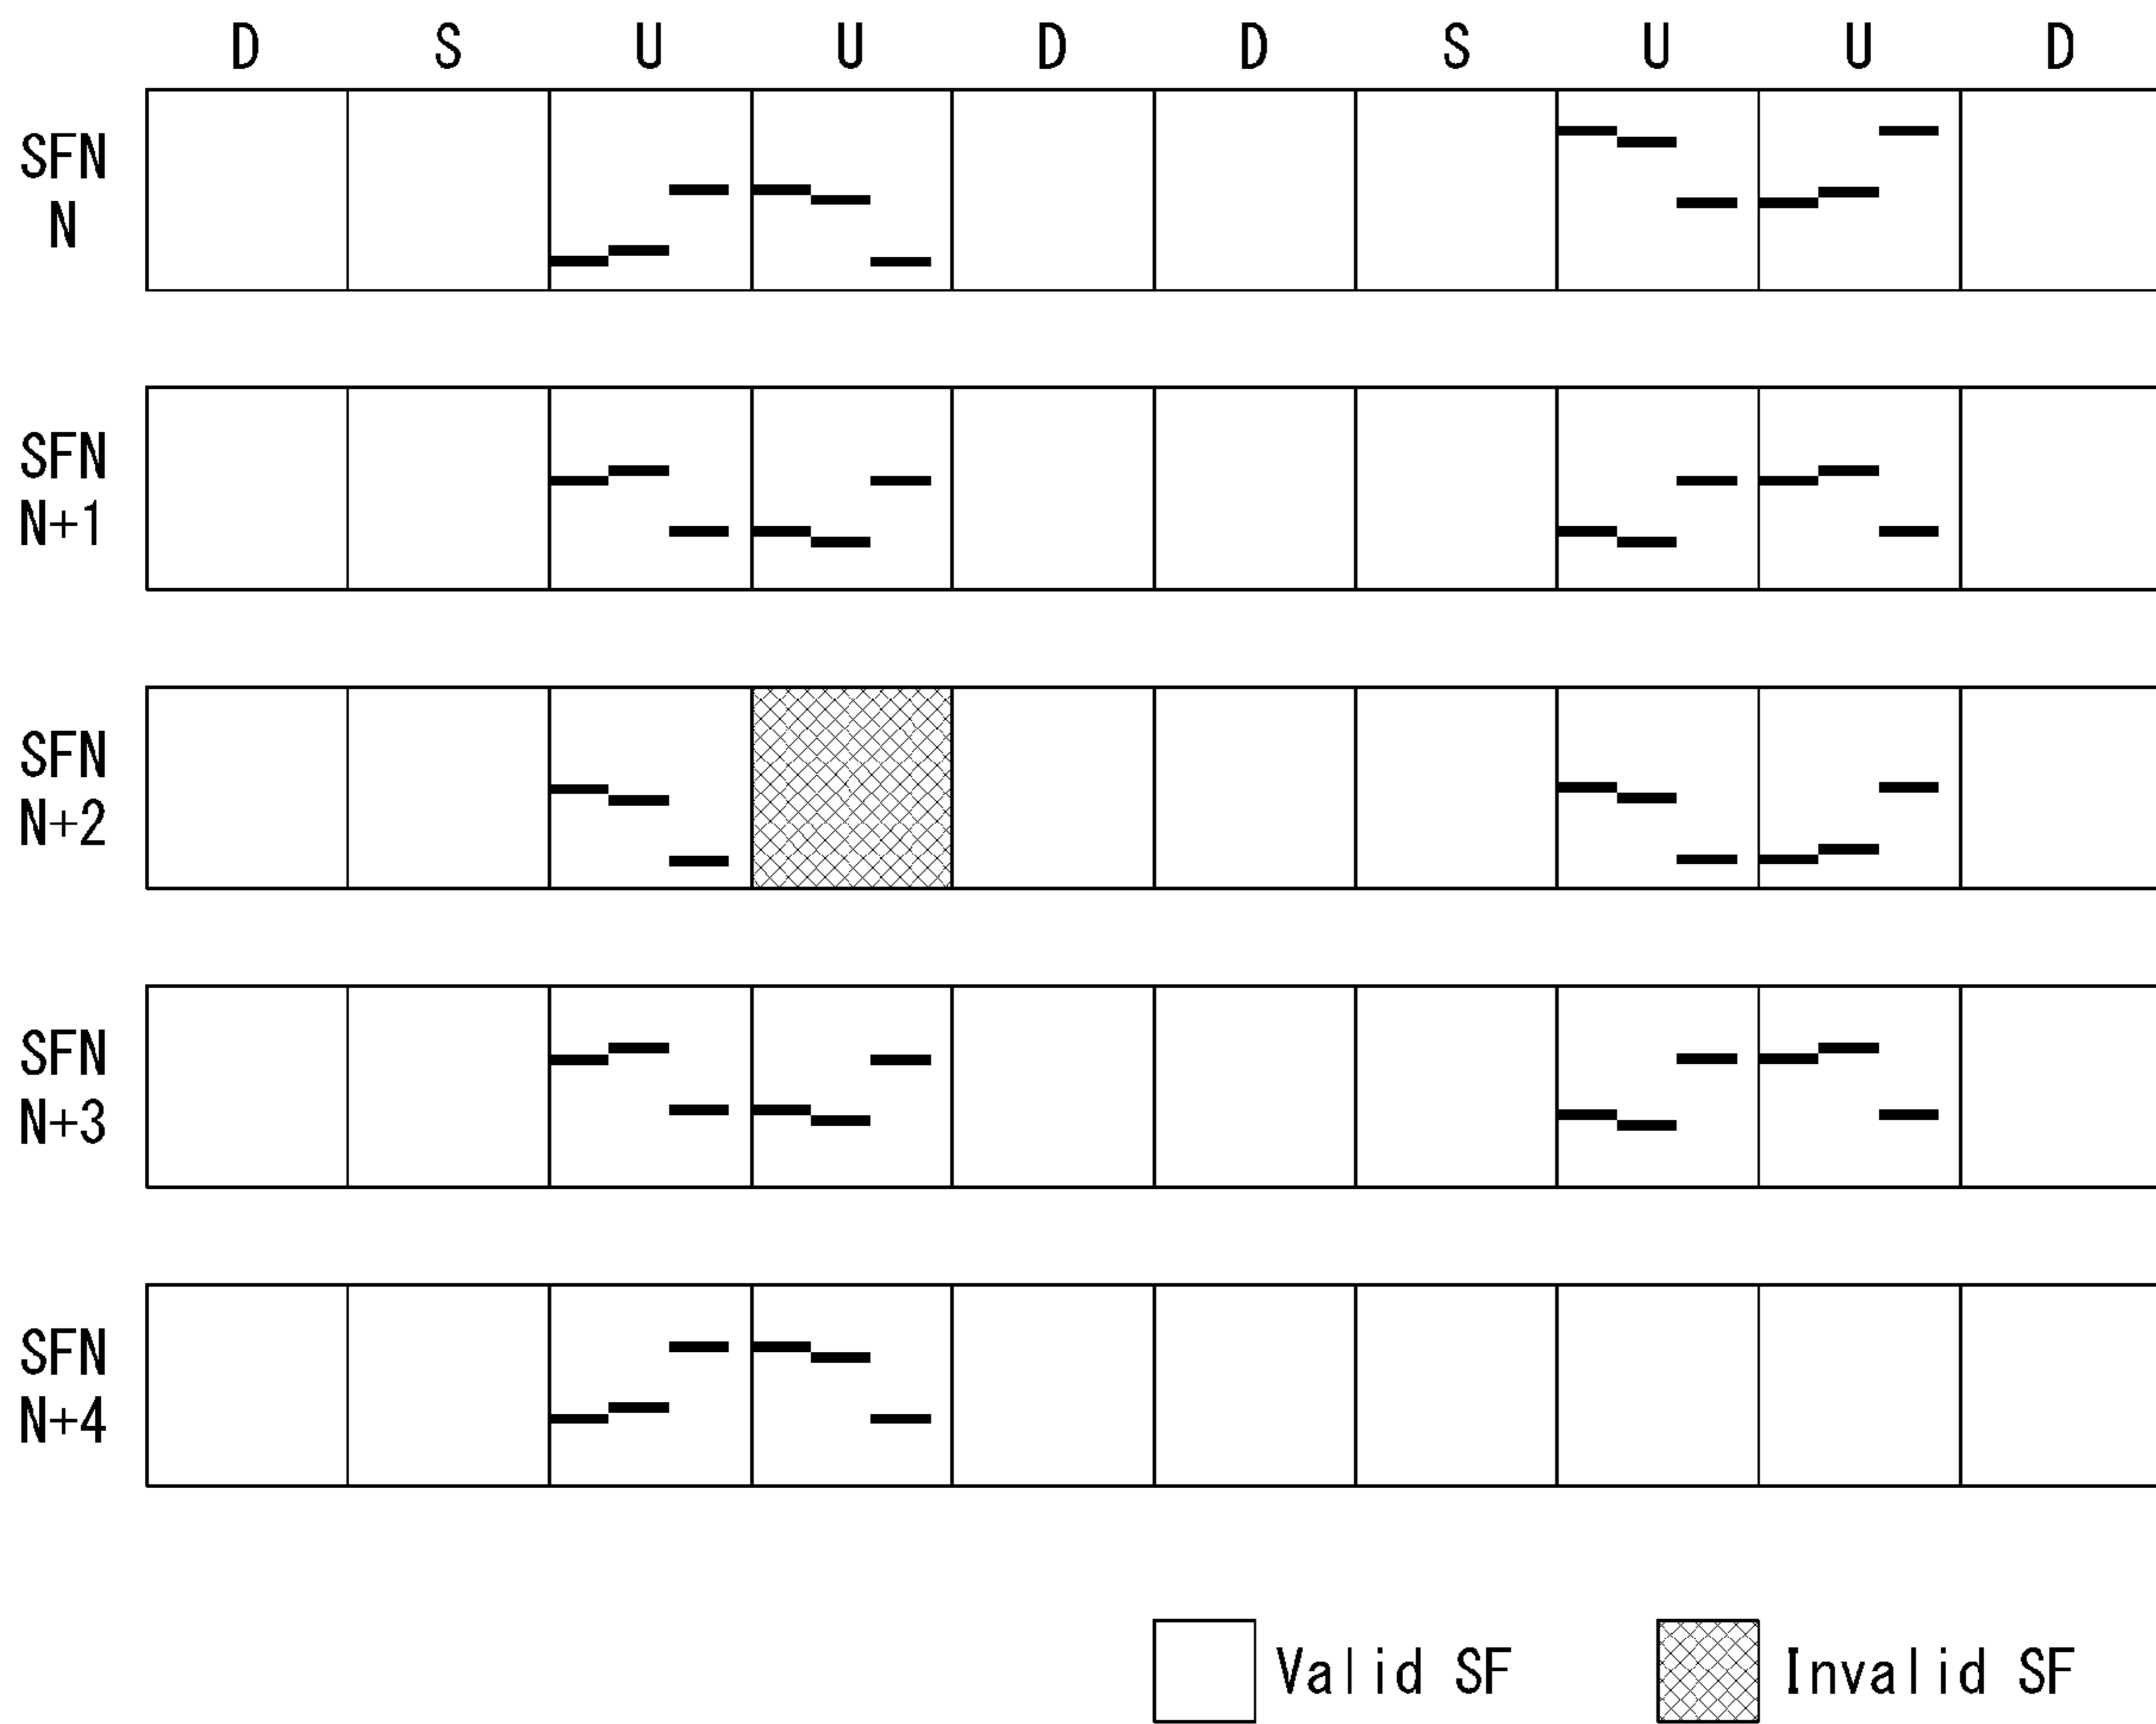 D S U U D D S U U D
SFN
N
SFN
N+1
SFN
N+2
SFN
N+3
SFN
N+4
Valid SF Invalid SF